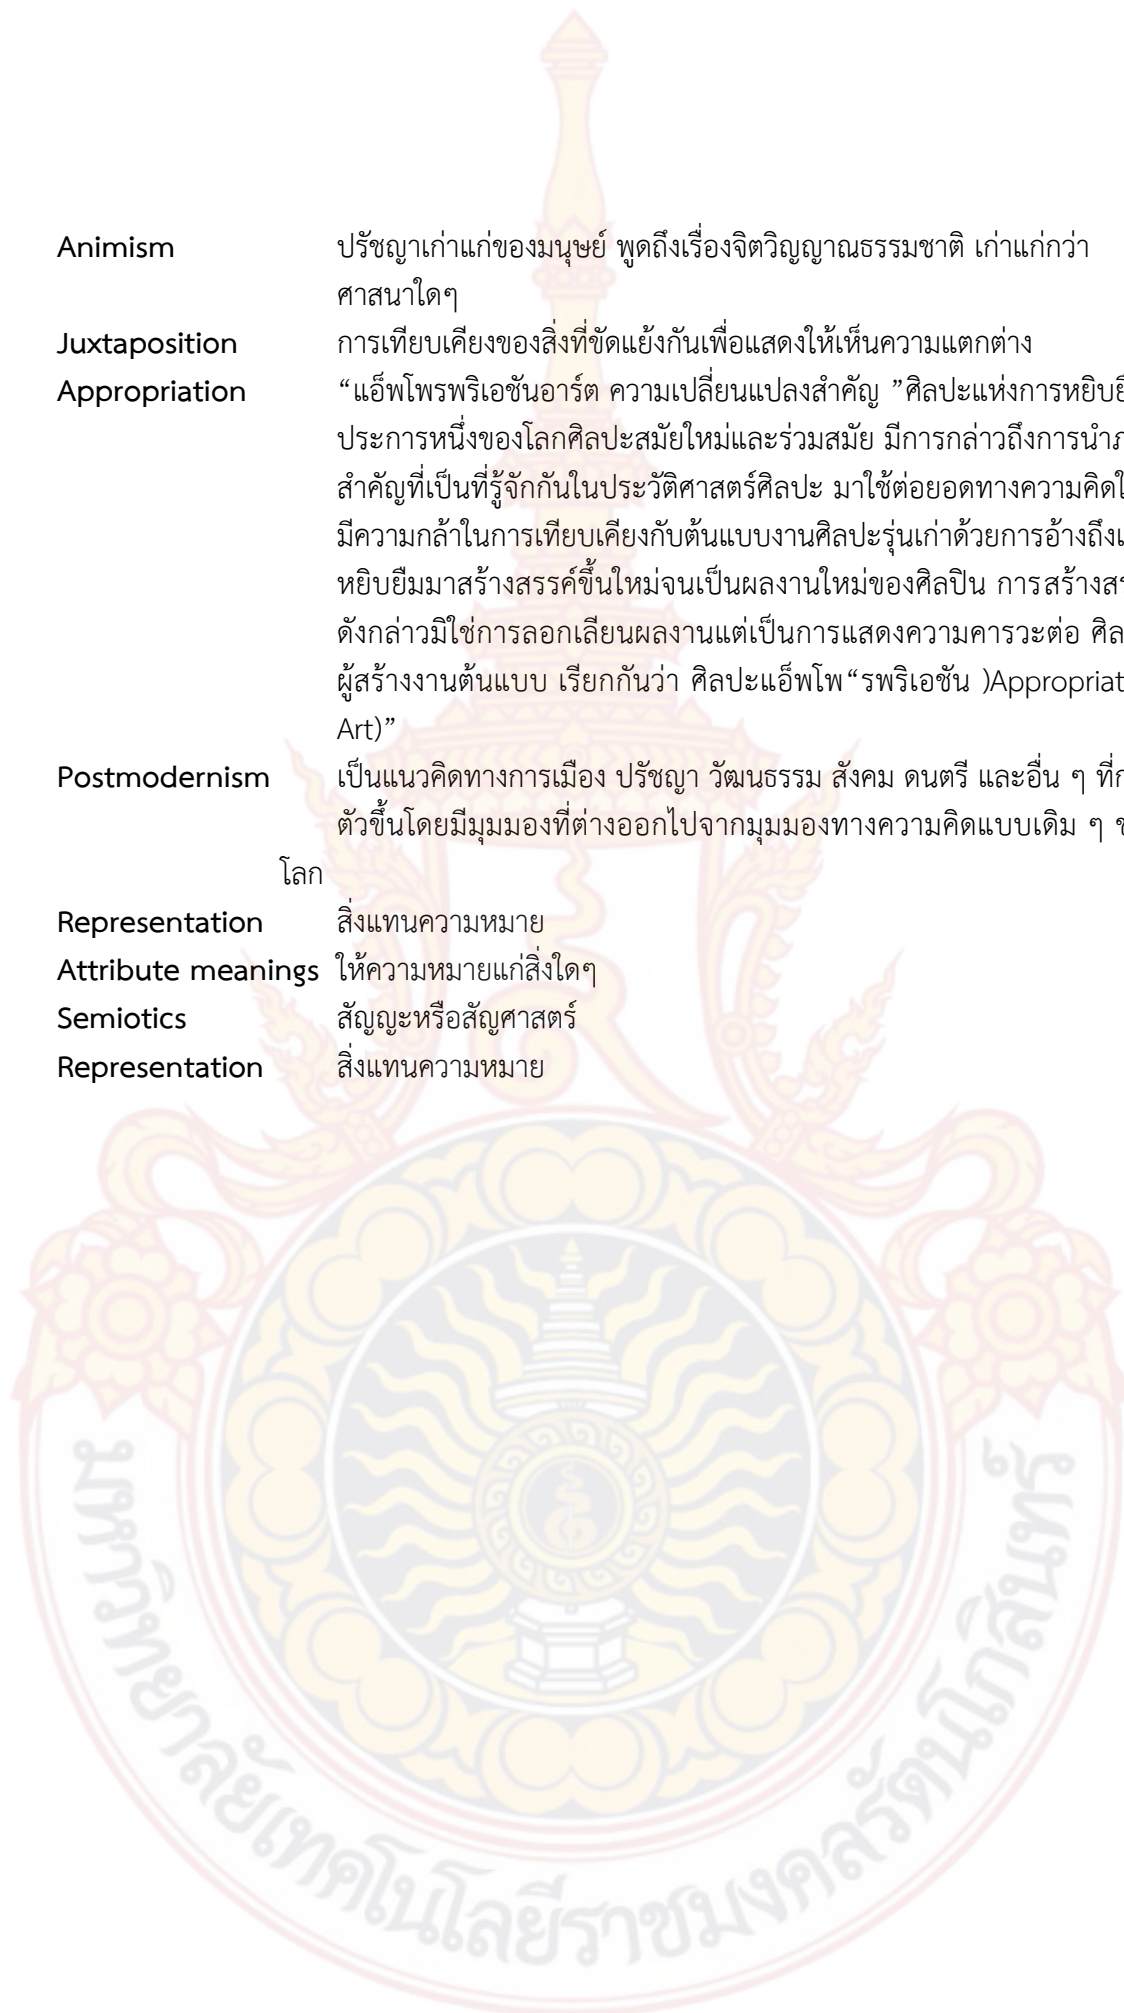 Animism ปรัชญาเก่าแก่ของมนุษย์ พูดถึงเรื่องจิตวิญญาณธรรมชาติ เก่าแก่กว่า
ศาสนาใดๆ
Juxtaposition การเทียบเคียงของสิ่งที่ขัดแย้งกันเพื่อแสดงให้เห็นความแตกต่าง
Appropriation “แอ็พโพรพริเอชันอาร์ต ความเปลี่ยนแปลงสำคัญ ”ศิลปะแห่งการหยิบ
ประการหนึ่งของโลกศิลปะสมัยใหม่และร่วมสมัย มีการกล่าวถึงการนำ
สำคัญที่เป็นที่รู้จักกันในประวัติศาสตร์ศิลปะ มาใช้ต่อยอดทางความคิด
มีความกล้าในการเทียบเคียงกับต้นแบบงานศิลปะรุ่นเก่าด้วยการอ้างถึง
หยิบยืมมาสร้างสรรค์ขึ้นใหม่จนเป็นผลงานใหม่ของศิลปิน การสร้าง
ดังกล่าวมิใช่การลอกเลียนผลงานแต่เป็นการแสดงความคารวะต่อ
ผู้สร้างงานต้นแบบ เรียกกันว่า ศิลปะแอ็พโพ“รพริเอชัน )Appropriat
Art)”
Postmodernism เป็นแนวคิดทางการเมือง ปรัชญา วัฒนธรรม สังคม ดนตรี และอื่น ๆ ที่
ตัวขึ้นโดยมีมุมมองที่ต่างออกไปจากมุมมองทางความคิดแบบเดิม ๆ
โลก
Representation สิ่งแทนความหมาย
Attribute meanings ให้ความหมายแก่สิ่งใดๆ
Semiotics สัญญะหรือสัญศาสตร์
Representation สิ่งแทนความหมาย
มหาวิทยาลัยเทคโนโลยีราชมงคลรัตนโกสินทร์